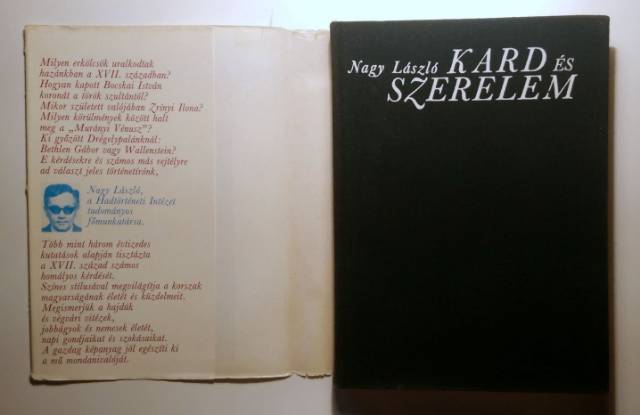 Milyen erkölcsök uralkodtak
hazánkban a XVII. században?
Hogyan kapott Bocskai István
koronát a török szultántól?
Mikor született valójában Zrínyi Ilona?
Milyen körülmények között halt
meg a „Murányi Vénusz"?
Ki győzött Drégelypalánknál:
Bethlen Gábor vagy Wallenstein?
E kérdésekre és számos más rejtélyre
ad választ jeles történetírónk,
Nagy László,
a Hadtörténeti Intézet
tudományos
főmunkatársa.
Több mint három évtizedes
kutatások alapján tisztázta
a XVII. század számos
homályos kérdését.
Színes stílusával megvilágítja a korszak
magyarságának életét és küzdelmeit.
Megismerjük a hajdúk
és végvári vitézek,
jobbágyok és nemesek életét,
napi gondjaikat és szokásaikat.
A gazdag képanyag jól egészíti ki
a mű mondanivalóját.
Nagy László KARD ÉS
SZERELEM